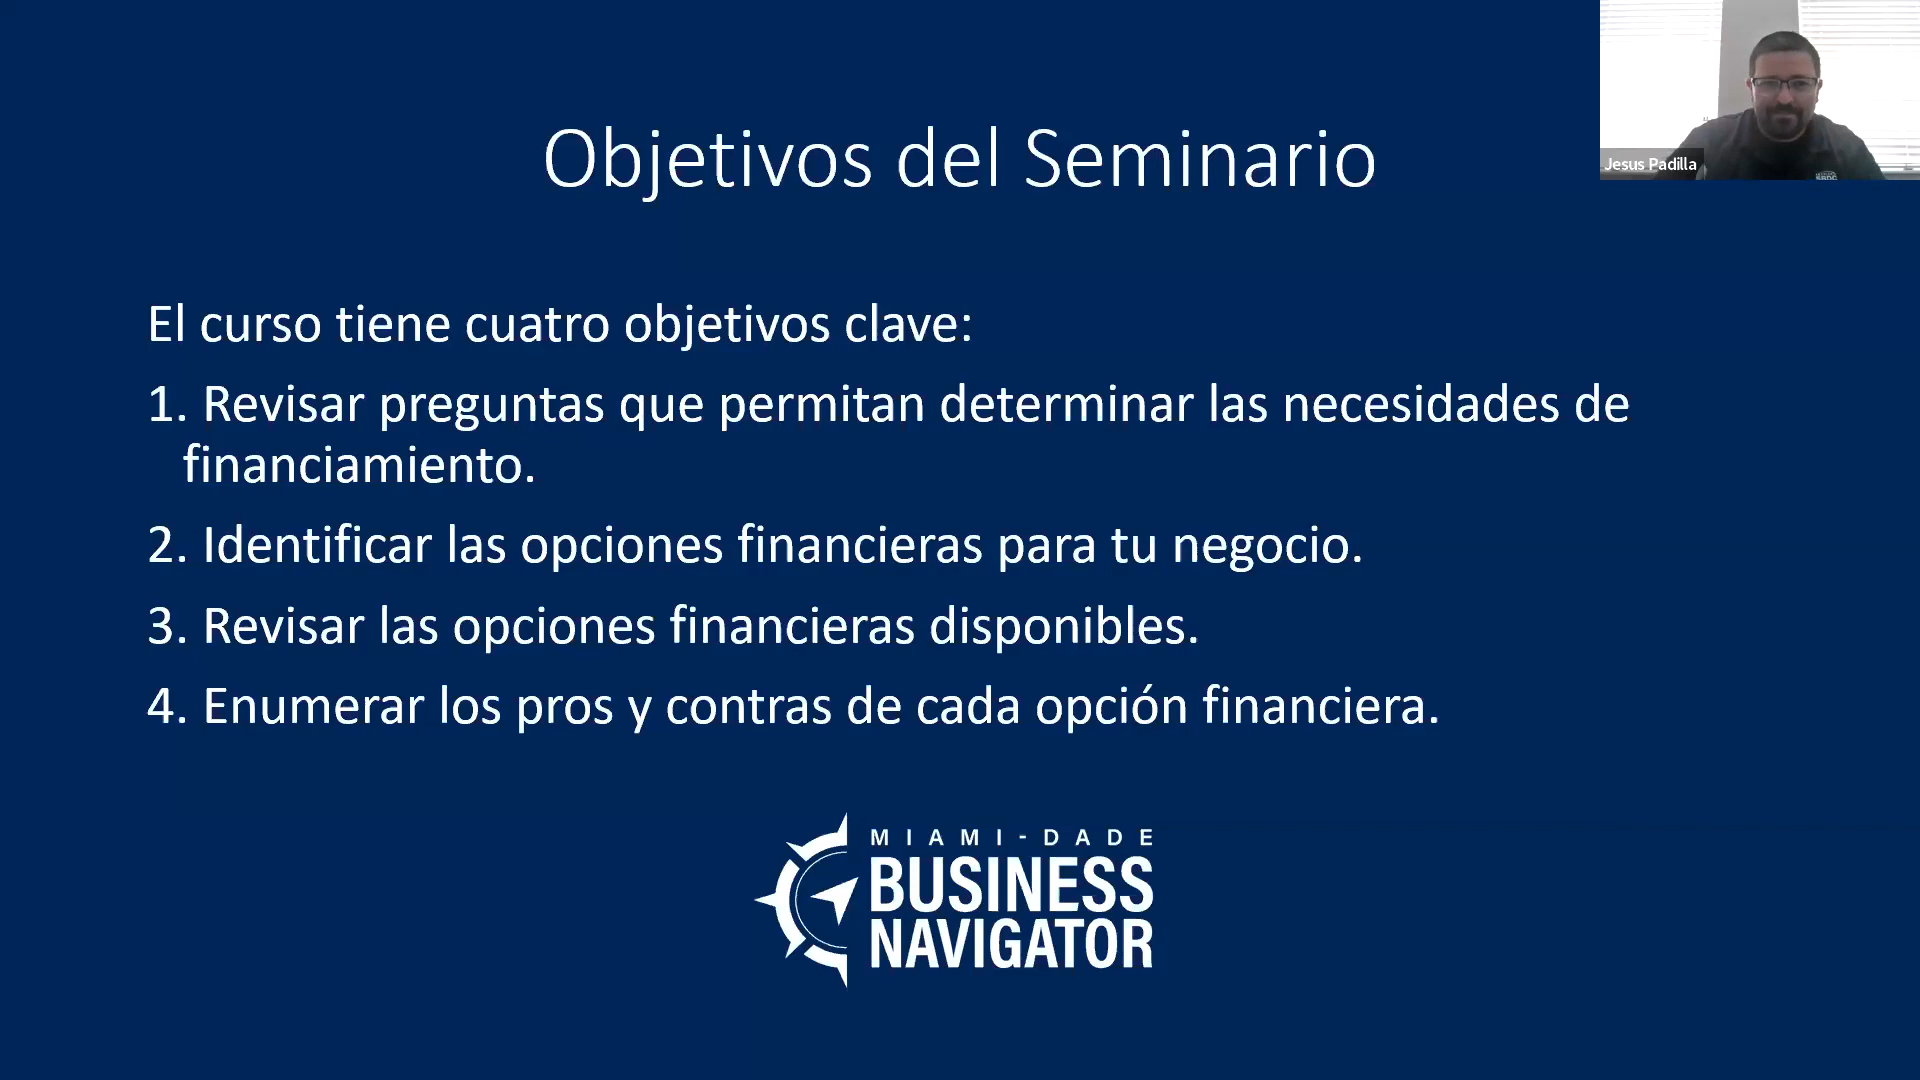 Objetivos del Seminario
Jesus Padilla
El curso tiene cuatro objetivos clave:
1. Revisar preguntas que permitan determinar las necesidades de
financiamiento.
2. Identificar las opciones financieras para tu negocio.
3. Revisar las opciones financieras disponibles.
4. Enumerar los pros y contras de cada opción financiera.
MIAMI-DADE
BUSINESS
NAVIGATOR